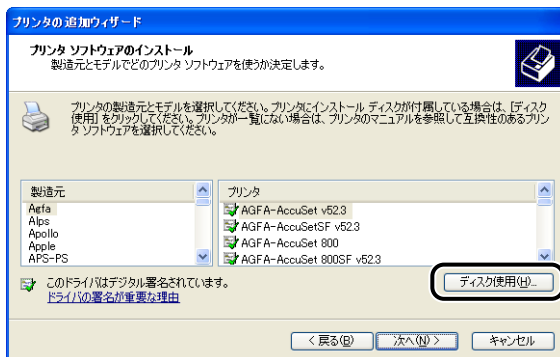 プリンタの追加ウィザード
プリンタ ソフトウェアのインストール
製造元とモデルでどのプリンタ ソフトウェアを使うか決定します。
プリンタの製造元とモデルを選択してください。プリンタにインストール ディスクが付属している場合は、[ディスク
使用] をクリックしてください。プリンタが一覧にない場合は、プリンタのマニュアルを参照して互換性のあるプリン
タ ソフトウェアを選択してください。
製造元
Agfa
Alps
Apollo
Apple
APS-PS
プリンタ
AGFA-AccuSet v52.3
AGFA-AccuSetSF v52.3
AGFA-AccuSet 800
AGFA-AccuSet 800SF v52.3
このドライバはデジタル署名されています。
ドライバの署名が重要な理由
ディスク使用(H)...
< 戻る(B)
次へ(N) >
キャンセル